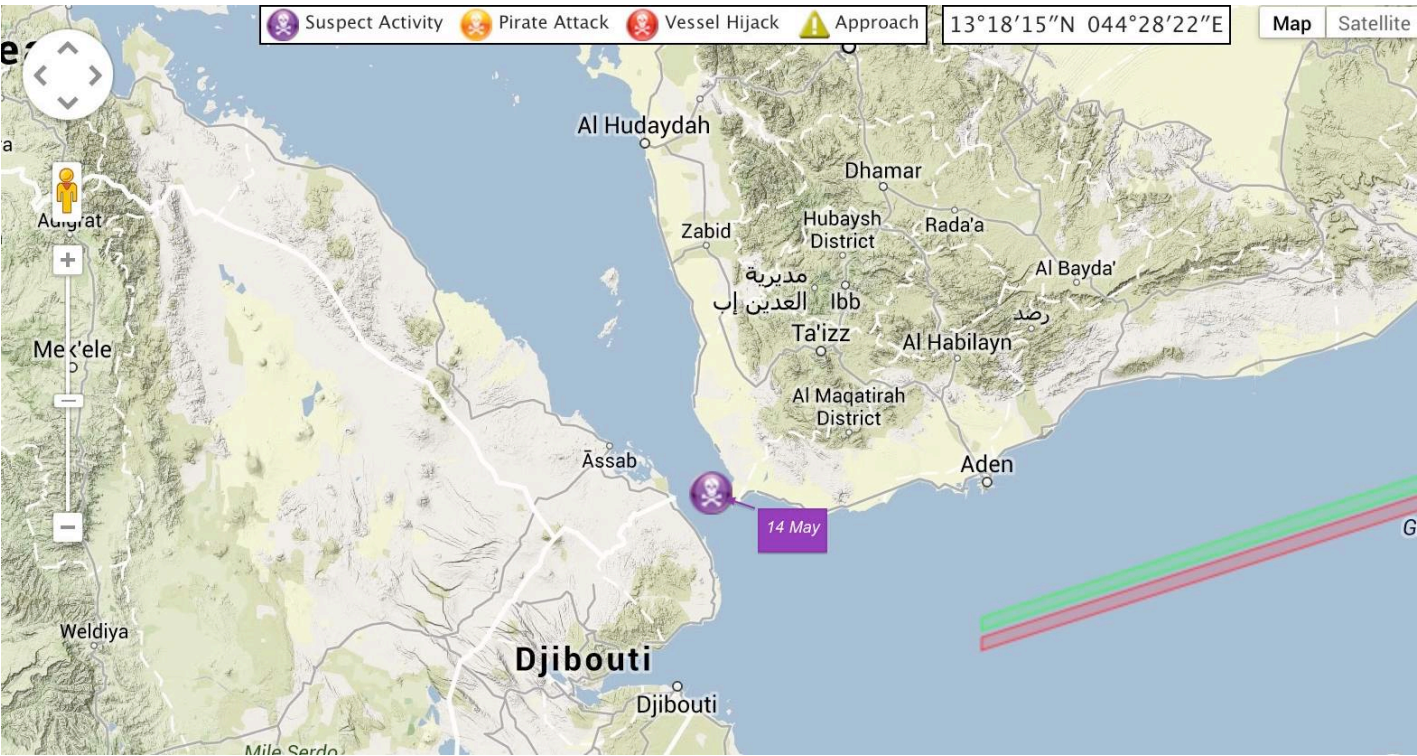 Suspect Activity Pirate Attack Vessel Hijack Approach
13°18′15″N 044°28′22″E
Map Satellite
ea
a
Al Hudaydah
Dhamar
Adigrat
Zabid
Hubaysh
District
Rada'a
Al Bayda'
مديرية
العدين إب
Ibb
رصد
Ta'izz
Al Habilayn
Mek'ele
Al Maqatirah
District
Āssab
Aden
14 May
G
Weldiya
Djibouti
Djibouti
Mile Serdo